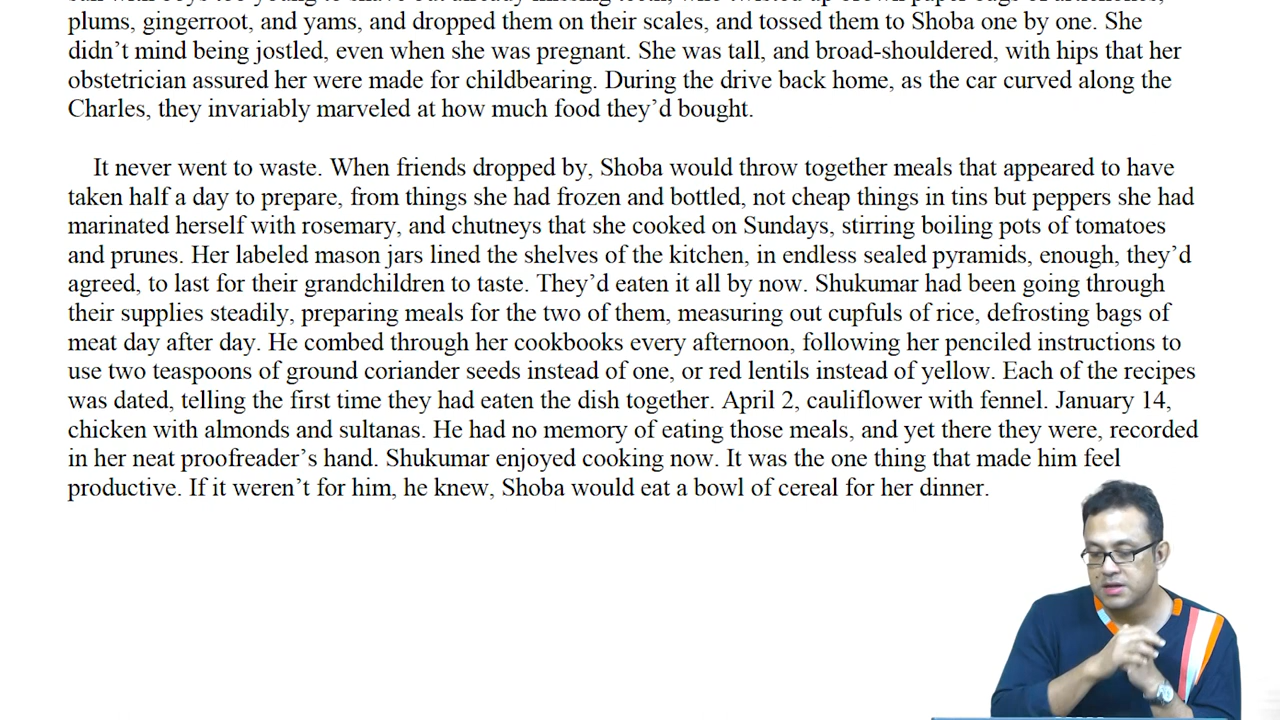 plums, gingerroot, and yams, and dropped them on their scales, and tossed them to Shoba one by one. She
didn’t mind being jostled, even when she was pregnant. She was tall, and broad-shouldered, with hips that her
obstetrician assured her were made for childbearing. During the drive back home, as the car curved along the
Charles, they invariably marveled at how much food they’d bought.
It never went to waste. When friends dropped by, Shoba would throw together meals that appeared to have
taken half a day to prepare, from things she had frozen and bottled, not cheap things in tins but peppers she had
marinated herself with rosemary, and chutneys that she cooked on Sundays, stirring boiling pots of tomatoes
and prunes. Her labeled mason jars lined the shelves of the kitchen, in endless sealed pyramids, enough, they’d
agreed, to last for their grandchildren to taste. They’d eaten it all by now. Shukumar had been going through
their supplies steadily, preparing meals for the two of them, measuring out cupfuls of rice, defrosting bags of
meat day after day. He combed through her cookbooks every afternoon, following her penciled instructions to
use two teaspoons of ground coriander seeds instead of one, or red lentils instead of yellow. Each of the recipes
was dated, telling the first time they had eaten the dish together. April 2, cauliflower with fennel. January 14,
chicken with almonds and sultanas. He had no memory of eating those meals, and yet there they were, recorded
in her neat proofreader’s hand. Shukumar enjoyed cooking now. It was the one thing that made him feel
productive. If it weren’t for him, he knew, Shoba would eat a bowl of cereal for her dinner.